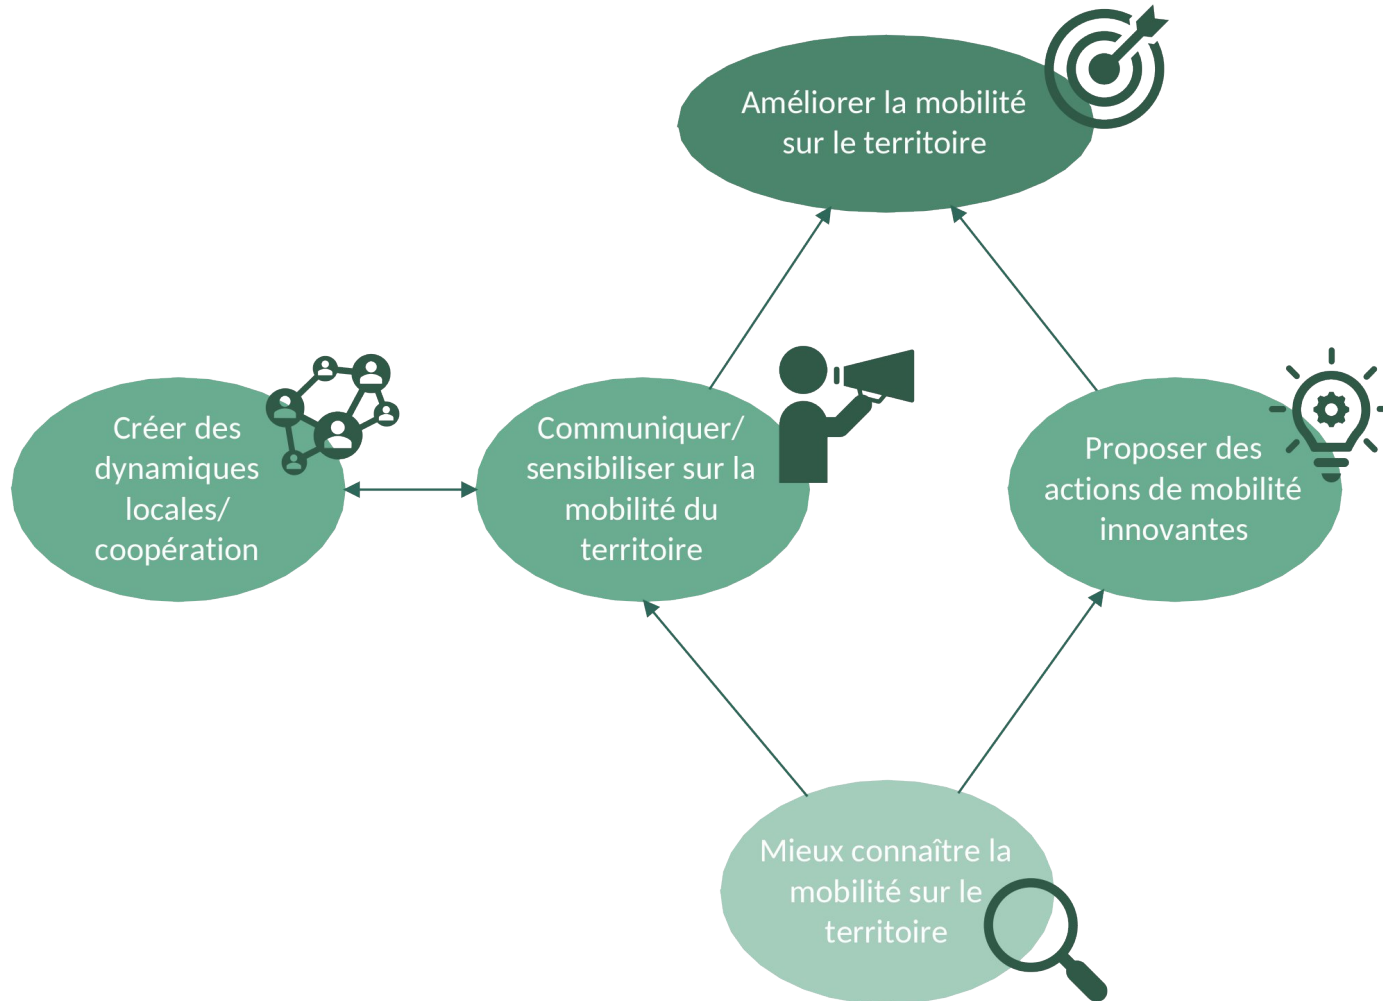 Améliorer la mobilité
sur le territoire
Créer des
dynamiques
locales/
coopération
Communiquer/
sensibiliser sur la
mobilité du
territoire
Proposer des
actions de mobilité
innovantes
Mieux connaître la
mobilité sur le
territoire